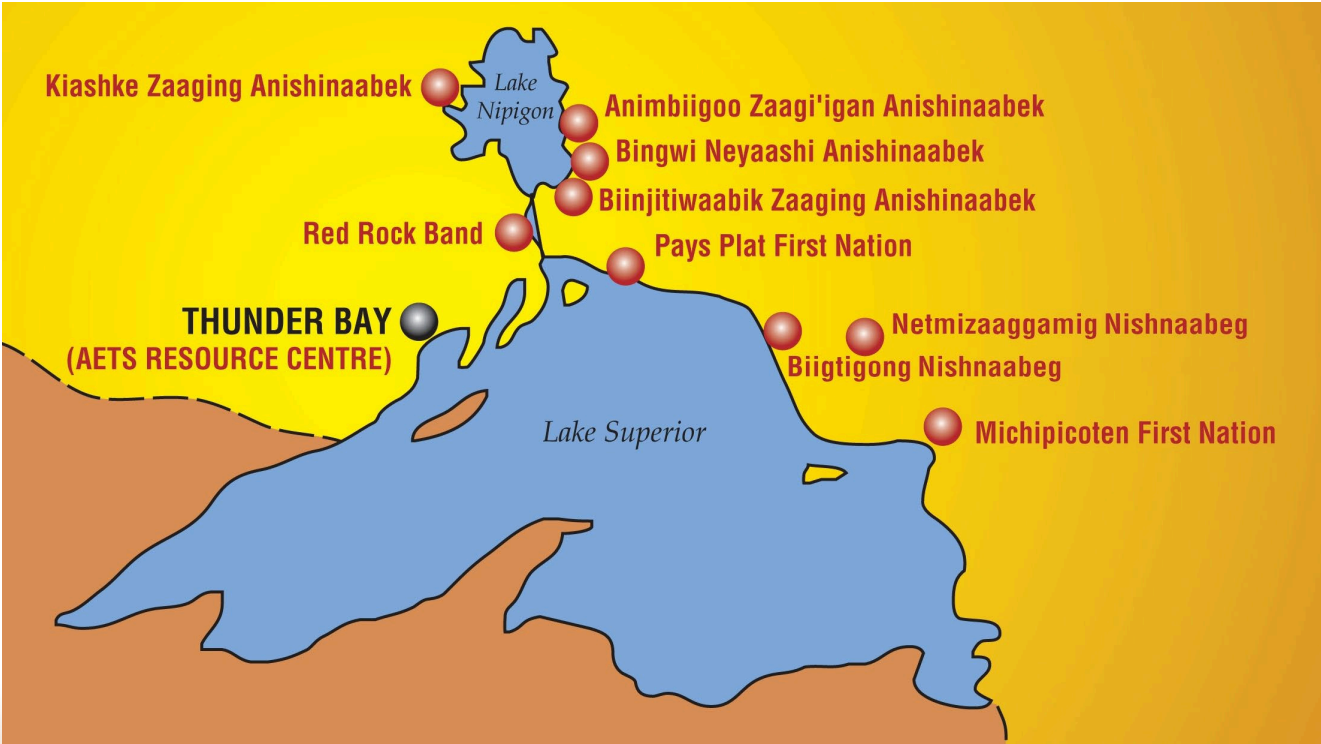 Kiashke Zaaging Anishinaabek
Lake
Nipigon
Animbiigoo Zaagi'igan Anishinaabek
Bingwi Neyaashi Anishinaabek
Biinjitiwaabik Zaaging Anishinaabek
Red Rock Band
Pays Plat First Nation
THUNDER BAY
(AETS RESOURCE CENTRE)
Netmizaaggamig Nishnaabeg
Biigtigong Nishnaabeg
Lake Superior
Michipicoten First Nation